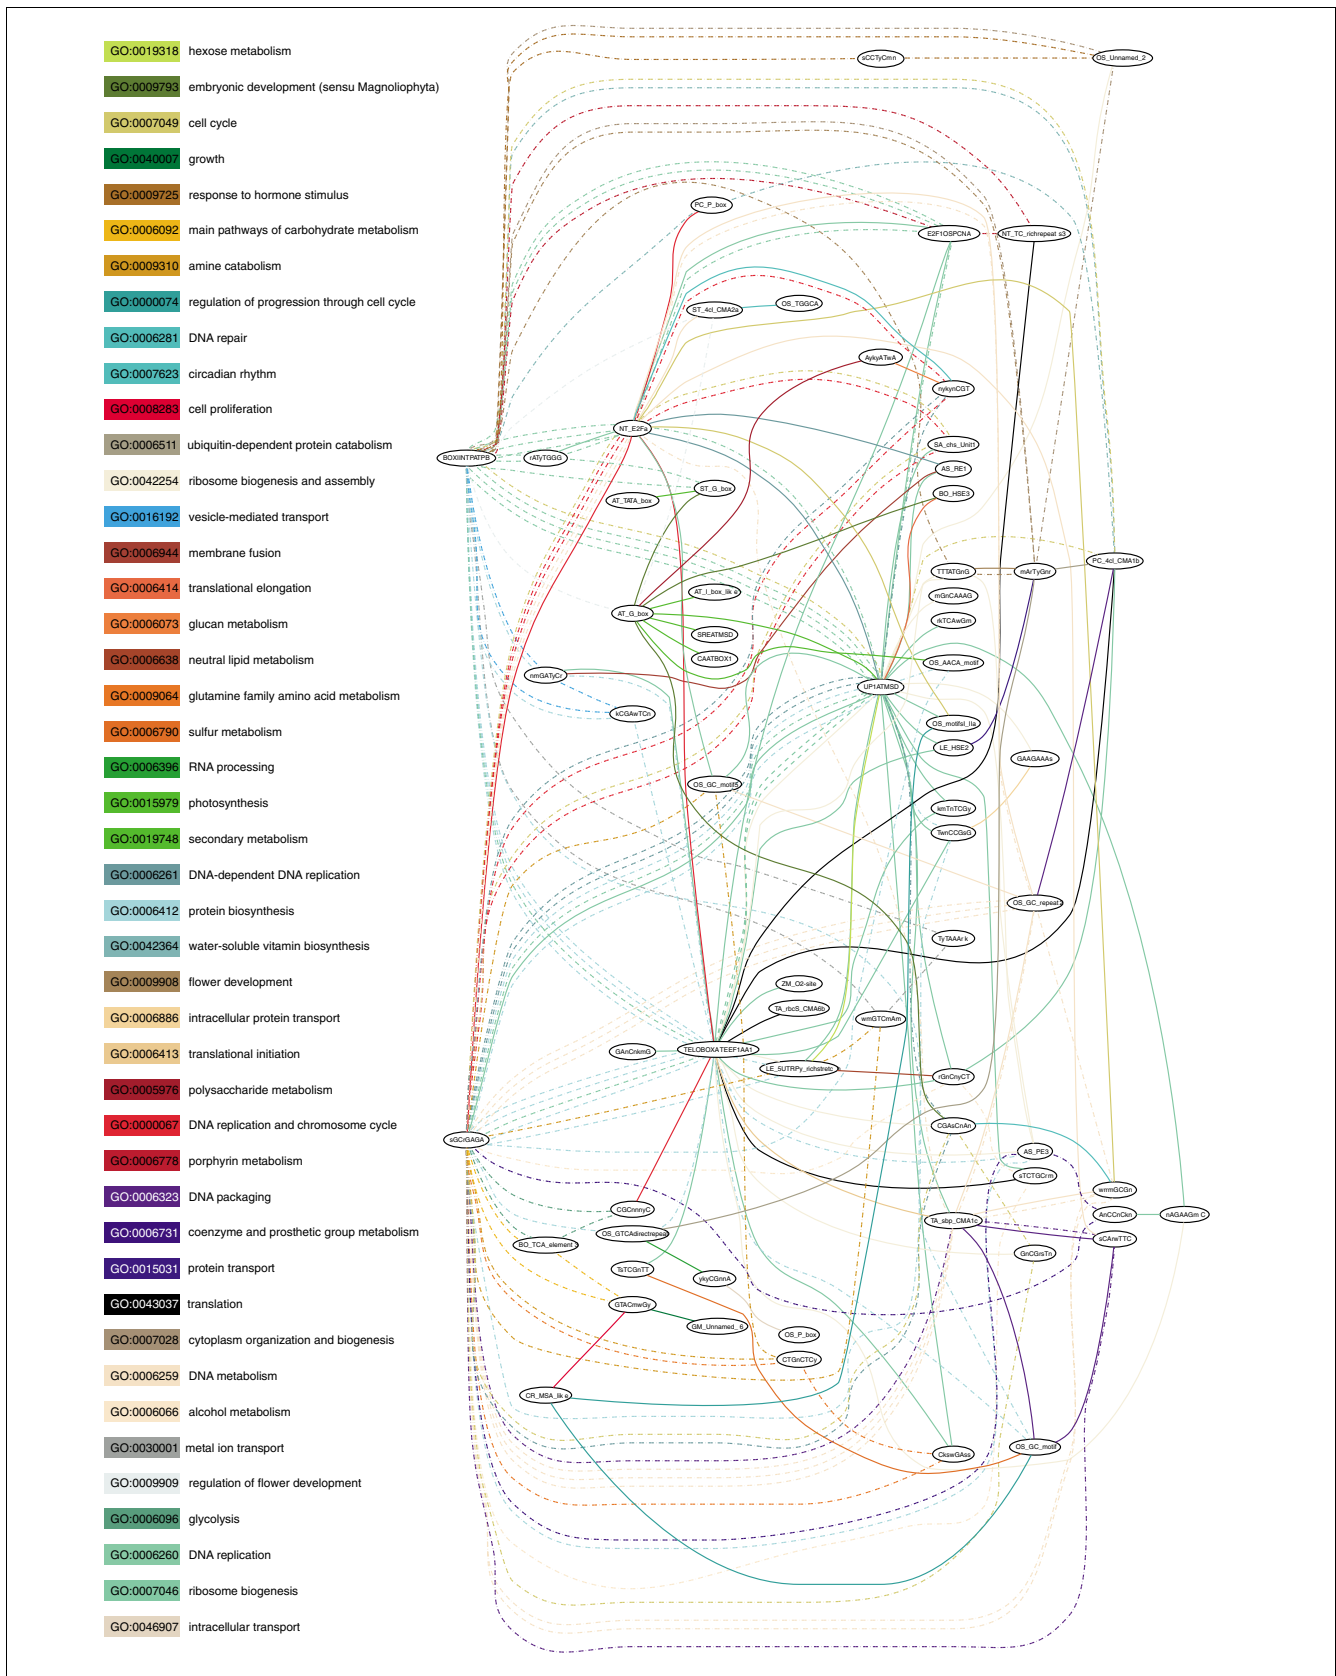 GO:0019318 hexose metabolism
GO:0009793 embryonic development (sensu Magnoliophyta)
GO:0007049 cell cycle
GO:0040007 growth
GO:0009725 response to hormone stimulus
GO:0006092 main pathways of carbohydrate metabolism
GO:0009310 amine catabolism
GO:0000074 regulation of progression through cell cycle
GO:0006281 DNA repair
GO:0007623 circadian rhythm
GO:0008283 cell proliferation
GO:0006511 ubiquitin-dependent protein catabolism
GO:0042254 ribosome biogenesis and assembly
GO:0016192 vesicle-mediated transport
GO:0006944 membrane fusion
GO:0006414 translational elongation
GO:0006073 glucan metabolism
GO:0006638 neutral lipid metabolism
GO:0009064 glutamine family amino acid metabolism
GO:0006790 sulfur metabolism
GO:0006396 RNA processing
GO:0015979 photosynthesis
GO:0019748 secondary metabolism
GO:0006261 DNA-dependent DNA replication
GO:0006412 protein biosynthesis
GO:0042364 water-soluble vitamin biosynthesis
GO:0009908 flower development
GO:0006886 intracellular protein transport
GO:0006413 translational initiation
GO:0005976 polysaccharide metabolism
GO:0000067 DNA replication and chromosome cycle
GO:0006778 porphyrin metabolism
GO:0006323 DNA packaging
GO:0006731 coenzyme and prosthetic group metabolism
GO:0015031 protein transport
GO:0043037 translation
GO:0007028 cytoplasm organization and biogenesis
GO:0006259 DNA metabolism
GO:0006066 alcohol metabolism
GO:0030001 metal ion transport
GO:0009909 regulation of flower development
GO:0006096 glycolysis
GO:0006260 DNA replication
GO:0007046 ribosome biogenesis
GO:0046907 intracellular transport
sCCTyCmn
OS_Unnamed_2
PC_P_box
E2F1OSPCNA
NT_TC_richrepeat s3
ST_4cl_CMA2a
OS_TGGCA
AykyATwA
nykynCGT
NT_E2Fa
BOXIINTPATPB
rATyTGGG
SA_chs_Unit1
AS_RE1
ST_G_box
BO_HSE3
AT_TATA_box
PC_4cl_CMA1b
TTTATGnG
mArTyGnr
AT_I_box_lik e
mGnCAAAG
AT_G_box
rkTCAwGm
SREATMSD
CAATBOX1
OS_AACA_motif
nmGATyCr
UP1ATMSD
kCGAwTCn
OS_motifsI_IIa
LE_HSE2
GAAGAAAs
OS_GC_motif5
kmTnTCGy
TwnCCGsG
OS_GC_repeat2
TyTAAAr k
ZM_O2-site
TA_rbcS_CMA6b
wmGTCmAm
GAnCnkmG
TELOBOXA TEEF1AA1
LE_5UTRPy_richstretc
rGnCnyCT
CGAsCnAn
sGCrGAGA
AS_PE3
sTCTGCrm
wrrmGCGn
CGCnnnyC
AnCCnCkn
nAGAAGm C
TA_sbp_CMA1c
OS_GTCAdirectrepeat
sCArwTTC
BO_TCA_element
GnCGrsTn
TsTCGnTT
ykyCGnnA
GTACmwGy
GM_Unnamed_ 6
OS_P_box
CTGnCTCy
CR_MSA_lik e
OS_GC_motif
CkswGAss